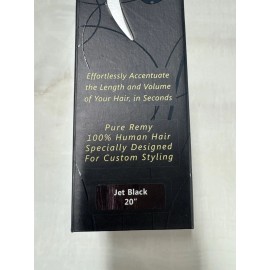 Effortlessly Accentuate
the Length and Volume
of Your Hair, in Seconds
Pure Remy
100% Human Hair
Specially Designed
For Custom Styling
Jet Black
20"